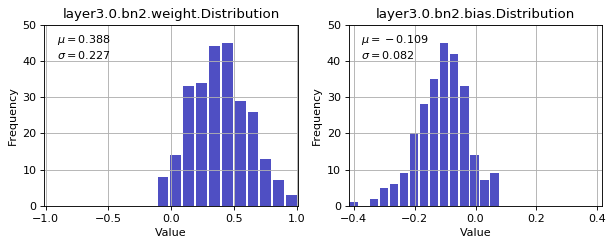 layer3.0.bn2.weight.Distribution
μ = 0.388
σ = 0.227
Frequency
50
40
30
20
10
0
−1.0 −0.5 0.0 0.5 1.0
Value
layer3.0.bn2.bias.Distribution
μ = −0.109
σ = 0.082
Frequency
50
40
30
20
10
0
−0.4 −0.2 0.0 0.2 0.4
Value